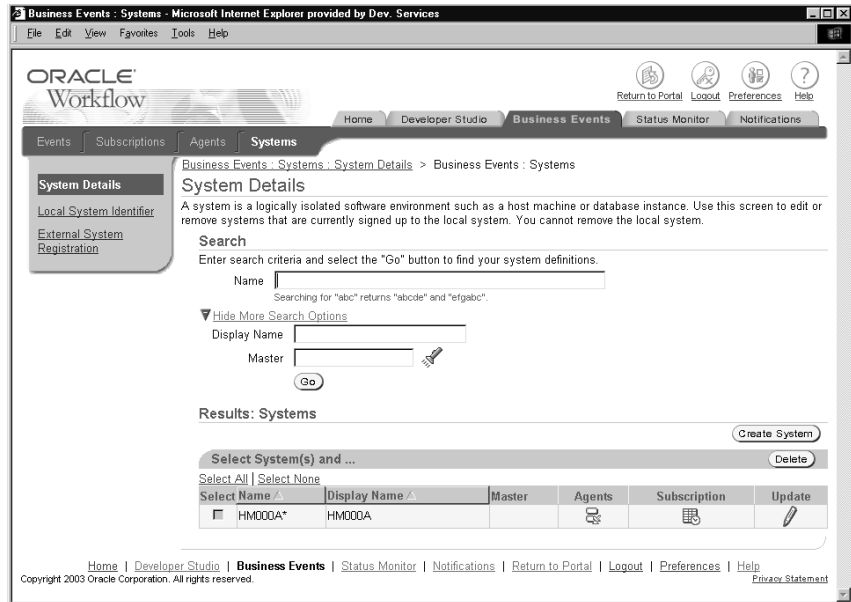 Business Events : Systems - Microsoft Internet Explorer provided by Dev. Services
File Edit View Favorites Tools Help
ORACLE
Workflow
Return to Portal Logout Preferences Help
Home Developer Studio Business Events Status Monitor Notifications
Events Subscriptions Agents Systems
Business Events : Systems : System Details > Business Events : Systems
System Details
Local System Identifier
External System
Registration
System Details
A system is a logically isolated software environment such as a host machine or database instance. Use this screen to edit or
remove systems that are currently signed up to the local system. You cannot remove the local system.
Search
Enter search criteria and select the "Go" button to find your system definitions.
Name
Searching for "abc" returns "abcde" and "efgabc".
Hide More Search Options
Display Name
Master
Go
Results: Systems
Create System
Select System(s) and ...
Delete
Select All | Select None
Select Name Display Name Master Agents Subscription Update
HM000A* HM000A
Home | Developer Studio | Business Events | Status Monitor | Notifications | Return to Portal | Logout | Preferences | Help
Copyright 2003 Oracle Corporation. All rights reserved. Privacy Statement